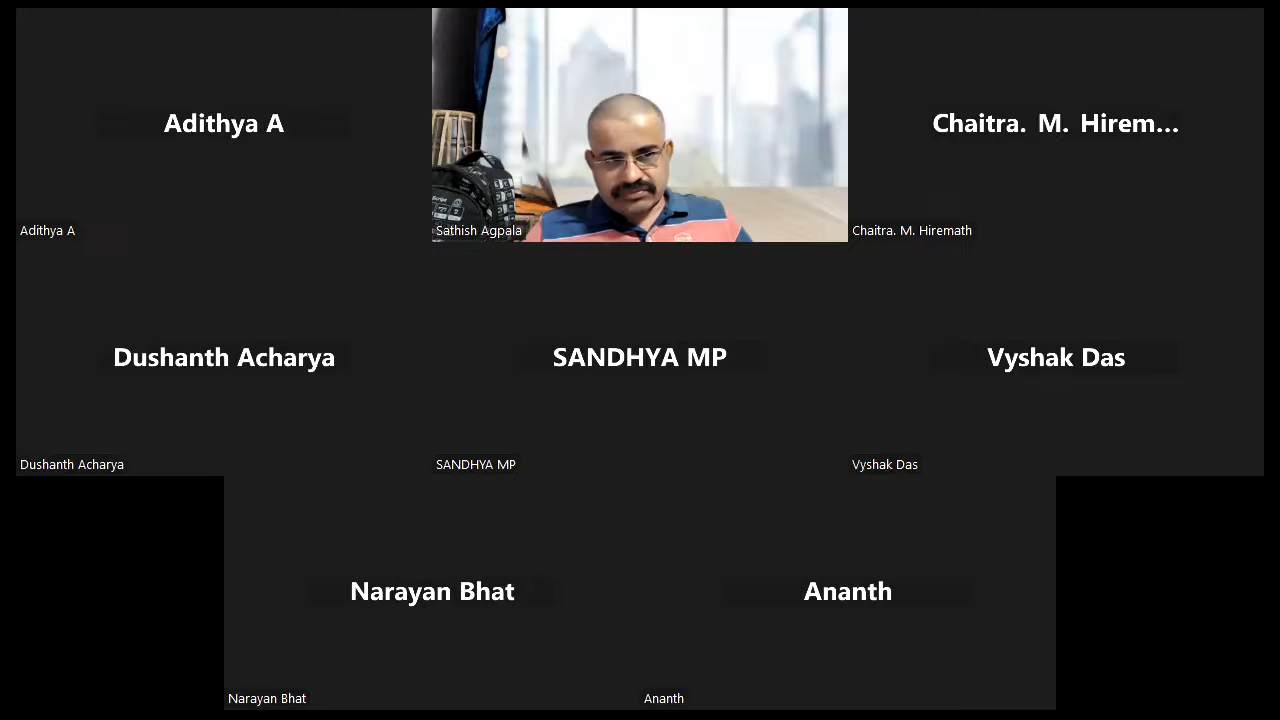 Adithya A
Adithya A
Sathish Agpala
Chaitra. M. Hirem...
Chaitra. M. Hiremath
Dushanth Acharya
Dushanth Acharya
SANDHYA MP
SANDHYA MP
Vyshak Das
Vyshak Das
Narayan Bhat
Narayan Bhat
Ananth
Ananth